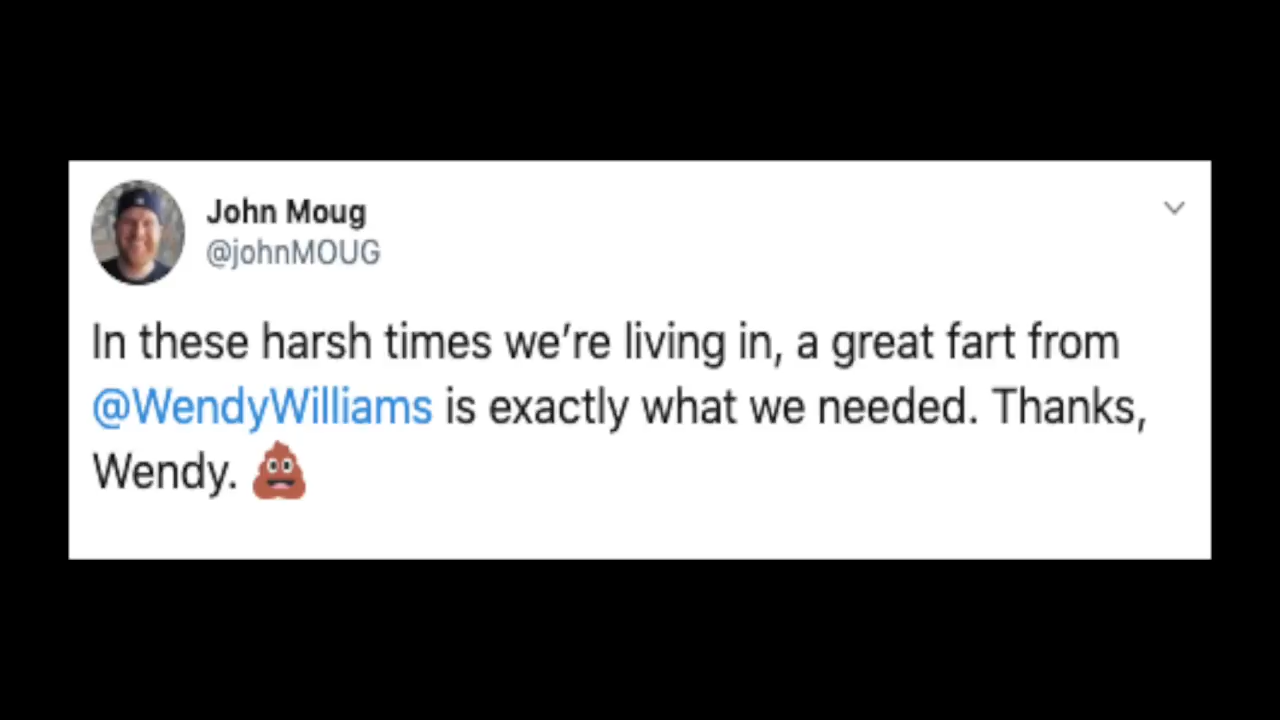 John Moug
@johnMOUG
In these harsh times we’re living in, a great fart from
@WendyWilliams is exactly what we needed. Thanks,
Wendy. 💩